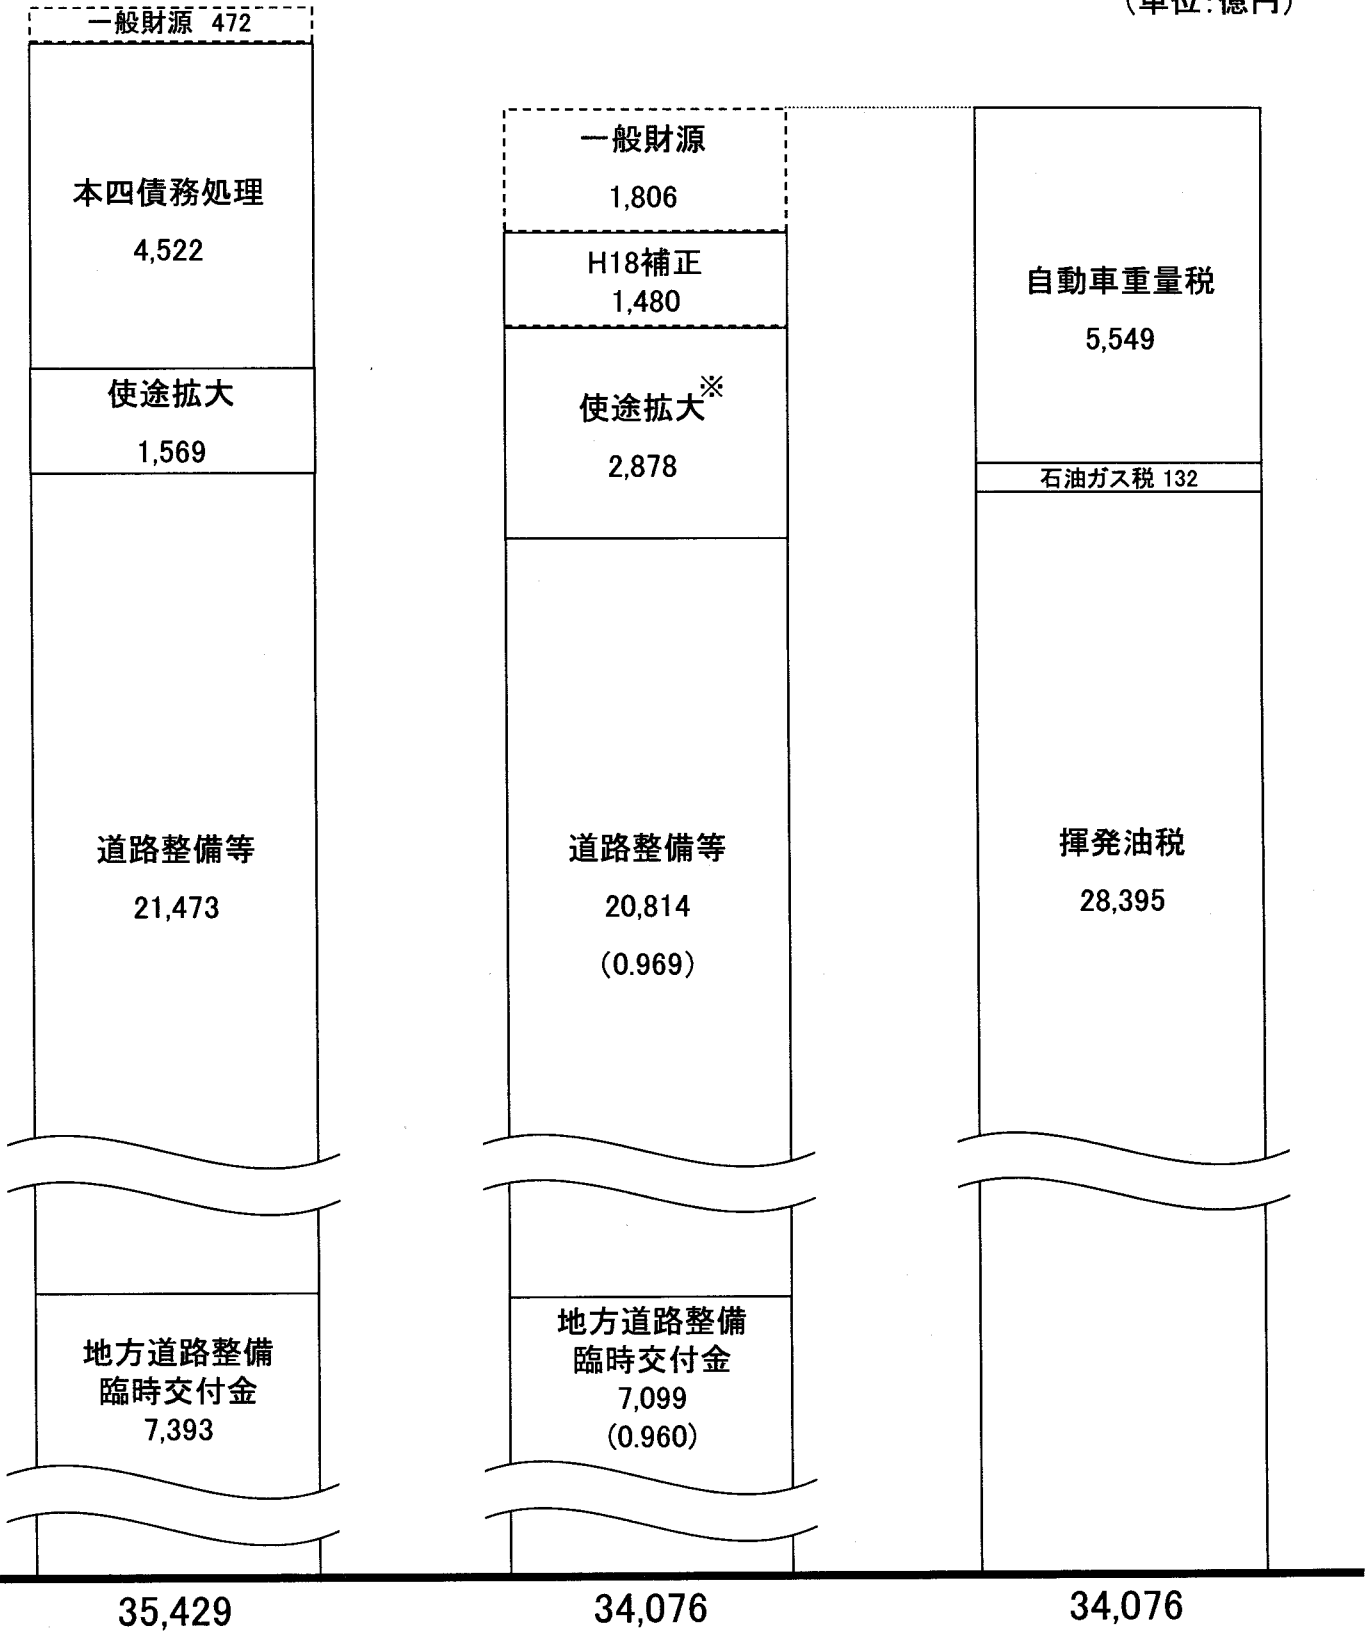 （単位：億円）
一般財源 472
本四債務処理
4,522
使途拡大
1,569
道路整備等
21,473
地方道路整備
臨時交付金
7,393
35,429
一般財源
1,806
H18補正
1,480
使途拡大※
2,878
道路整備等
20,814
（0.969）
地方道路整備
臨時交付金
7,099
（0.960）
34,076
自動車重量税
5,549
石油ガス税 132
揮発油税
28,395
34,076